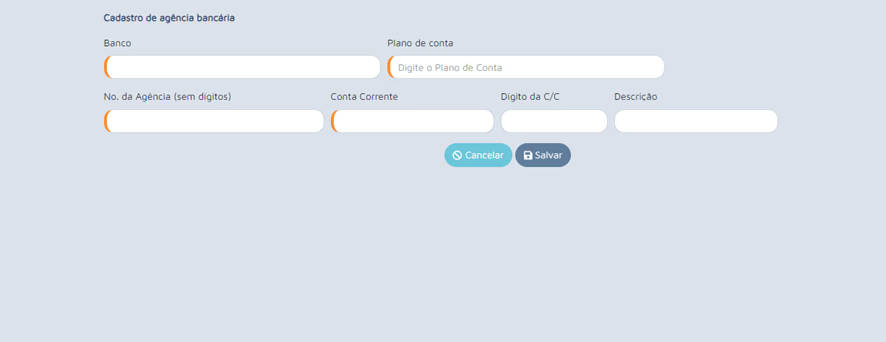 Cadastro de agência bancária
Banco
Plano de conta
Digite o Plano de Conta
No. da Agência (sem dígitos)
Conta Corrente
Digito da C/C
Descrição
Cancelar
Salvar